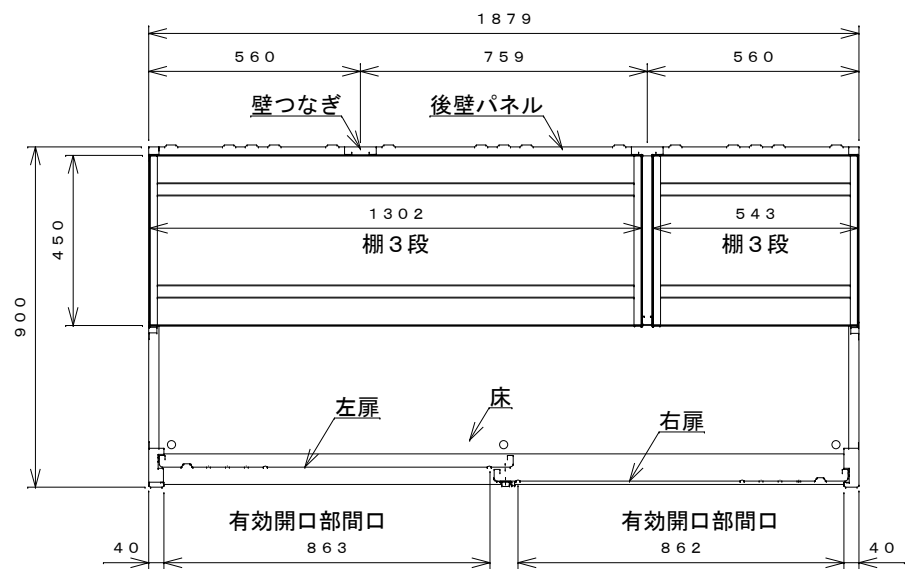 1879
560 759 560
壁つなぎ 後壁パネル
1302 543
棚3段 棚3段
450
900
床
左扉 右扉
有効開口部間口 有効開口部間口
40 863 862 40